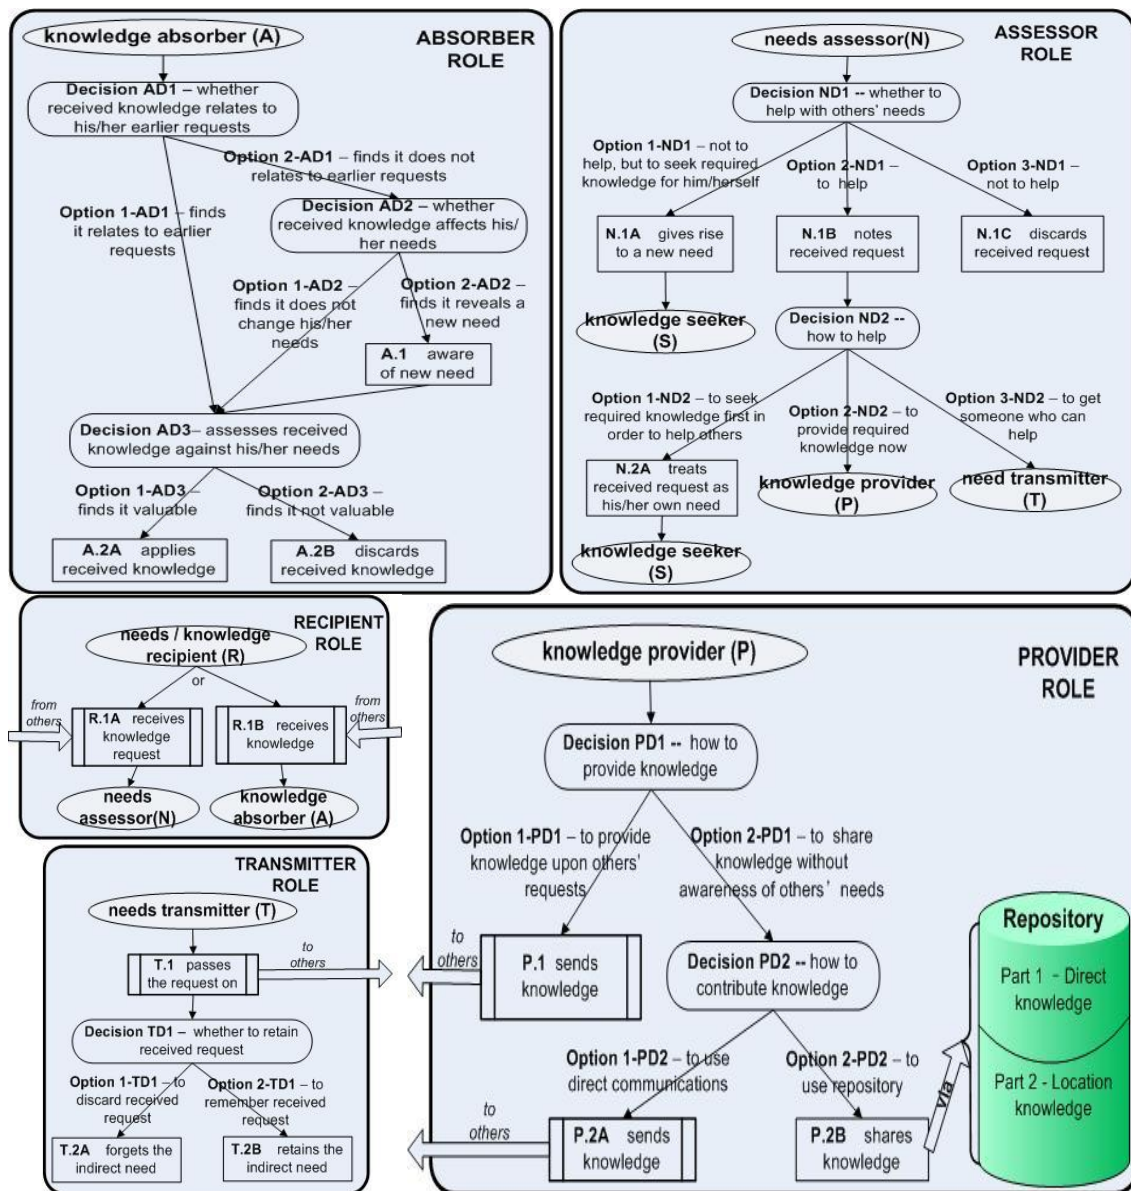 knowledge absorber (A)
ABSORBER
ROLE
Decision AD1 – whether
received knowledge relates to
his/her earlier requests
Option 2-AD1 – finds it does not
relates to earlier requests
Option 1-AD1 – finds
it relates to earlier
requests
Decision AD2 – whether
received knowledge affects his/
her needs
Option 1-AD2 –
finds it does not
change his/her
needs
Option 2-AD2 –
finds it reveals a
new need
A.1 aware
of new need
Decision AD3– assesses received
knowledge against his/her needs
Option 1-AD3 –
finds it valuable
Option 2-AD3 –
finds it not valuable
A.2A applies
received knowledge
A.2B discards
received knowledge
needs assessor(N)
ASSESSOR
ROLE
Decision ND1 -- whether to
help with others’ needs
Option 1-ND1 – not to
help, but to seek required
knowledge for him/herself
Option 2-ND1 –
to help
Option 3-ND1 –
not to help
N.1A gives rise
to a new need
N.1B notes
received request
N.1C discards
received request
knowledge seeker
(S)
Decision ND2 --
how to help
Option 1-ND2 – to seek
required knowledge first in
order to help others
Option 2-ND2 – to
provide required
knowledge now
Option 3-ND2 – to get
someone who can
help
N.2A treats
received request as
his/her own need
knowledge provider
(P)
need transmitter
(T)
knowledge seeker
(S)
RECIPIENT
ROLE
needs / knowledge
recipient (R)
or
from
others
R.1A receives
knowledge
request
R.1B receives
knowledge
from
others
needs
assessor(N)
knowledge
absorber (A)
TRANSMITTER
ROLE
needs transmitter (T)
T.1 passes
the request on
to
others
Decision TD1 – whether to retain
received request
Option 1-TD1 – to
discard received
request
Option 2-TD1 – to
remember received
request
T.2A forgets the
indirect need
T.2B retains the
indirect need
knowledge provider (P)
PROVIDER
ROLE
Decision PD1 -- how to
provide knowledge
Option 1-PD1 – to provide
knowledge upon others’
requests
Option 2-PD1 – to share
knowledge without
awareness of others’ needs
to
others
P.1 sends
knowledge
Decision PD2 -- how to
contribute knowledge
Option 1-PD2 – to use
direct communications
Option 2-PD2 – to
use repository
to
others
P.2A sends
knowledge
P.2B shares
knowledge
via
Repository
Part 1 - Direct
knowledge
Part 2 - Location
knowledge